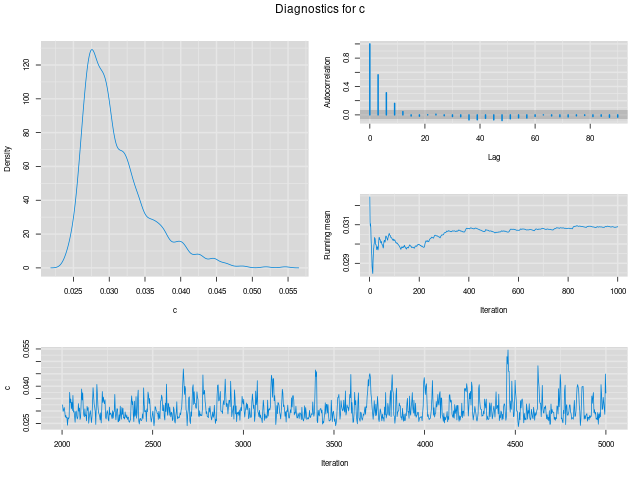 Diagnostics for c
Density
0 20 40 60 80 100 120
0.025 0.030 0.035 0.040 0.045 0.050 0.055
c
Autocorrelation
0.0 0.4 0.8
0 20 40 60 80
Lag
Running mean
0.029 0.031
0 200 400 600 800 1000
Iteration
c
0.025 0.040 0.055
2000 2500 3000 3500 4000 4500 5000
Iteration